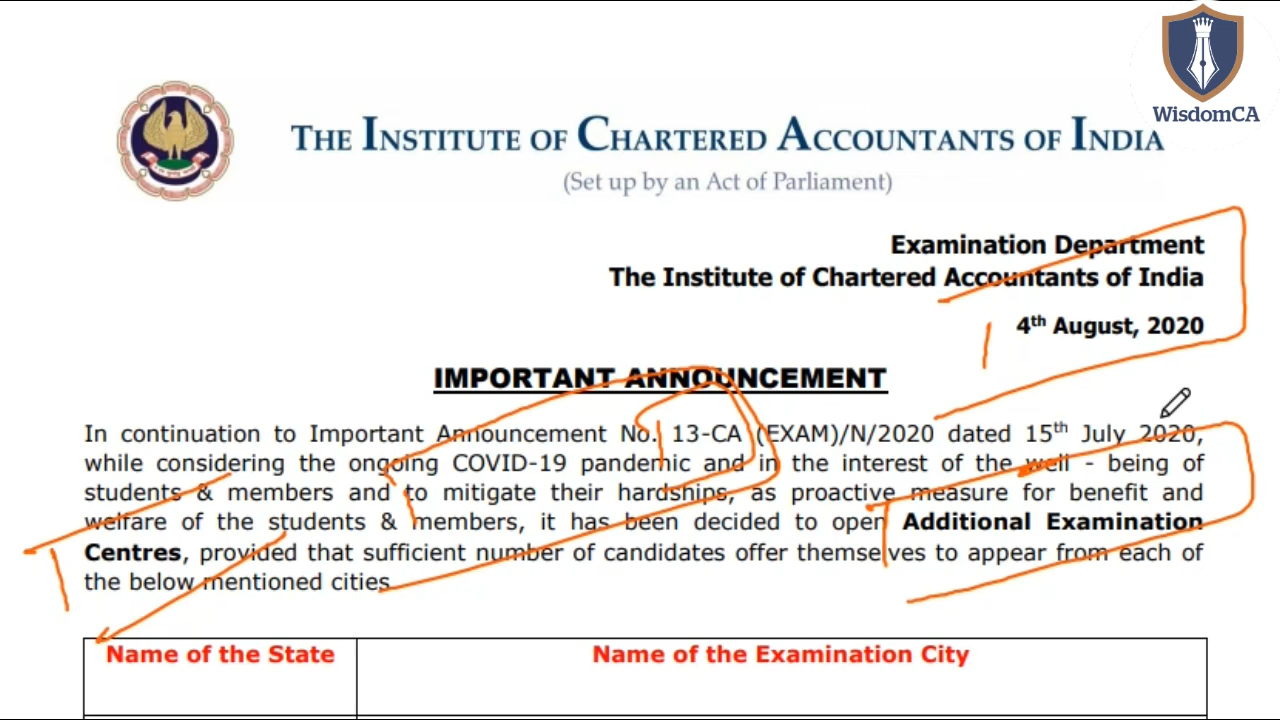 WisdomCA
THE INSTITUTE OF CHARTERED ACCOUNTANTS OF INDIA
(Set up by an Act of Parliament)
Examination Department
The Institute of Chartered Accountants of India
4th August, 2020
IMPORTANT ANNOUNCEMENT
In continuation to Important Announcement No. 13-CA (EXAM)/N/2020 dated 15th July 2020,
while considering the ongoing COVID-19 pandemic and in the interest of the well - being of
students & members and to mitigate their hardships, as proactive measure for benefit and
welfare of the students & members, it has been decided to open Additional Examination
Centres, provided that sufficient number of candidates offer themselves to appear from each of
the below mentioned cities.
Name of the State
Name of the Examination City